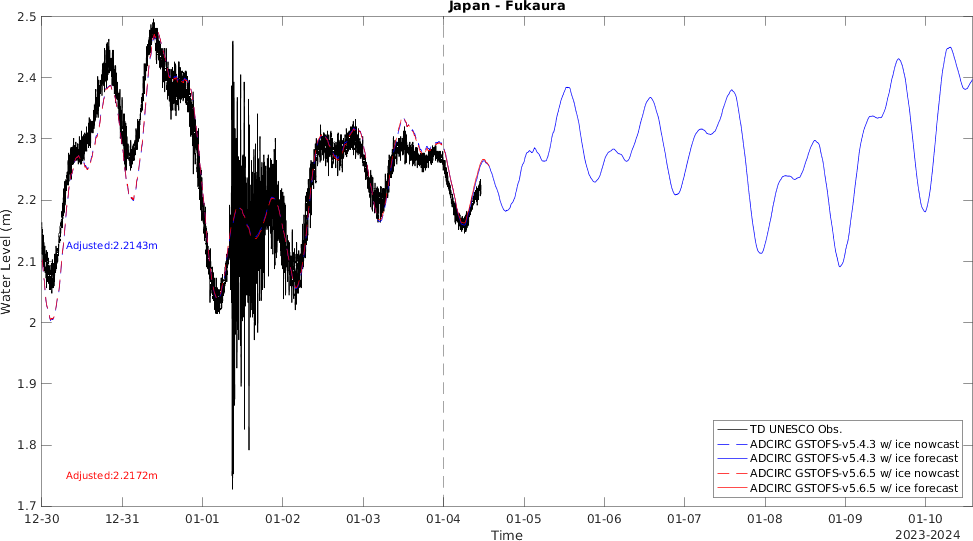 Japan - Fukaura
Water Level (m)
2.5
2.4
2.3
2.2
2.1
2
1.9
1.8
1.7
Adjusted:2.2143m
Adjusted:2.2172m
TD UNESCO Obs.
ADCIRC GSTOFS-v5.4.3 w/ ice nowcast
ADCIRC GSTOFS-v5.4.3 w/ ice forecast
ADCIRC GSTOFS-v5.6.5 w/ ice nowcast
ADCIRC GSTOFS-v5.6.5 w/ ice forecast
12-30 12-31 01-01 01-02 01-03 01-04 01-05 01-06 01-07 01-08 01-09 01-10
Time
2023-2024